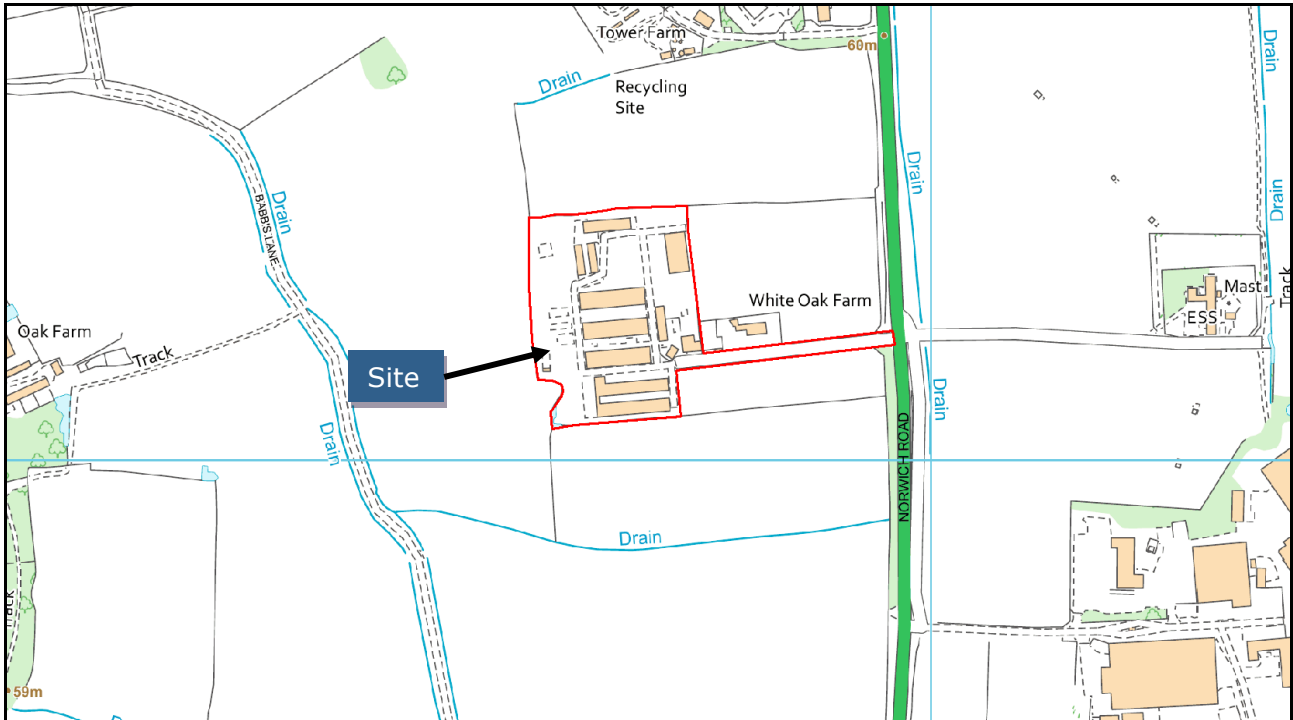 Tower Farm
60m
Drain
Drain
Recycling
Site
Drain
Drain
Drain
BABB'S LANE
White Oak Farm
Mast
Track
ESS
Oak Farm
Track
Site
Drain
Drain
NORWICH ROAD
Drain
59m